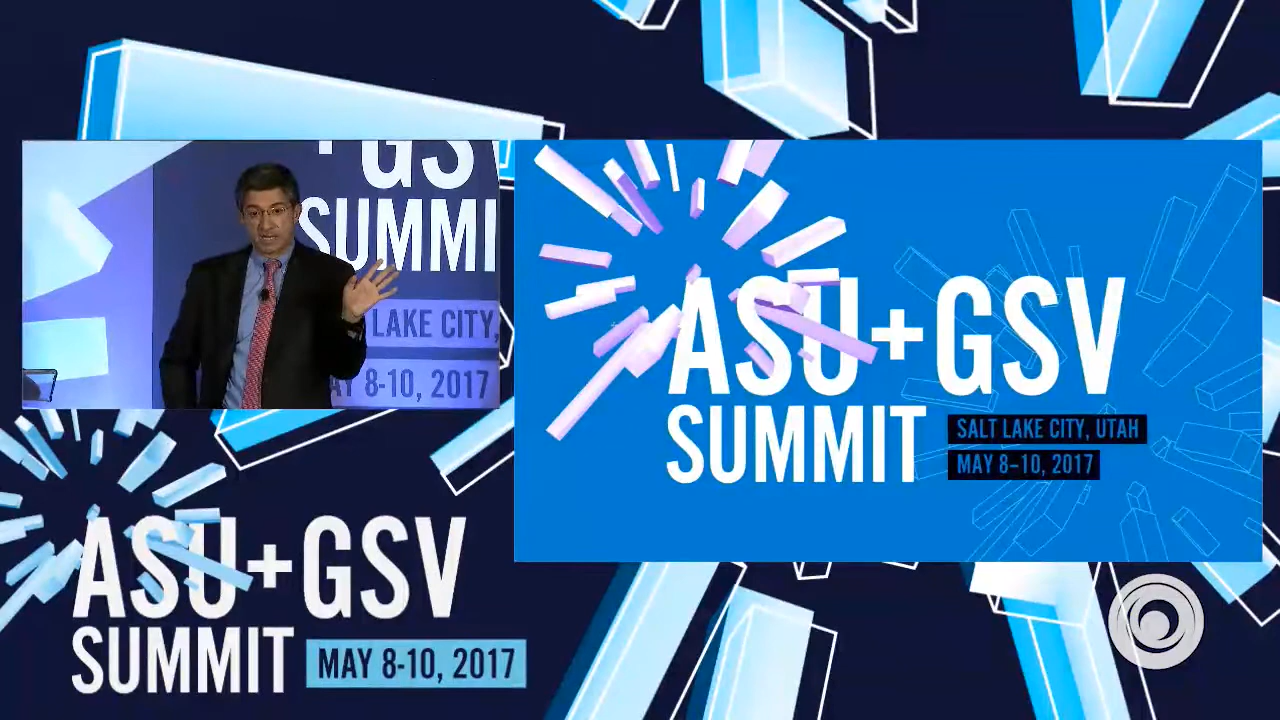 +GSV
SUMMI
LAKE CITY,
AY 8-10, 2017
ASU+GSV
SUMMIT
SALT LAKE CITY, UTAH
MAY 8-10, 2017
ASU+GSV
SUMMIT
MAY 8-10, 2017